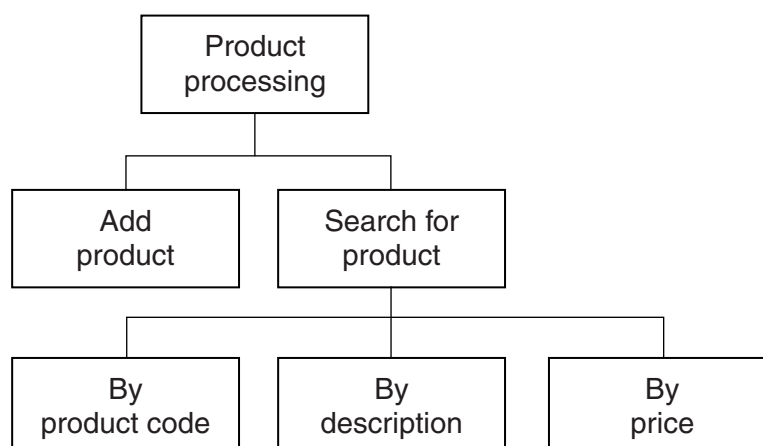 Product
processing
Add
product
Search for
product
By
product code
By
description
By
price